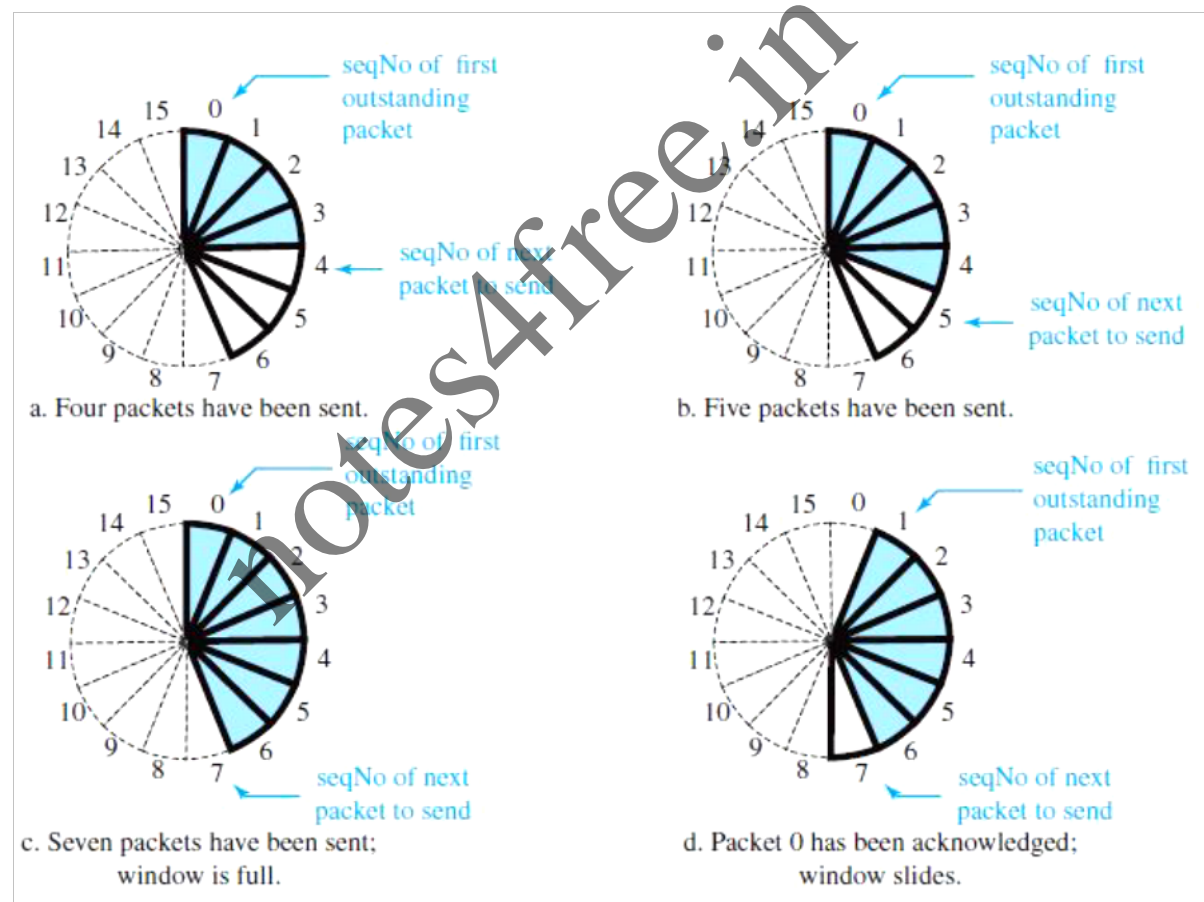 seqNo of first
outstanding
packet
0
1
2
3
4
5
6
7
8
9
10
11
12
13
14
15
seqNo of next
packet to send
a. Four packets have been sent.
seqNo of first
outstanding
packet
0
1
2
3
4
5
6
7
8
9
10
11
12
13
14
15
seqNo of next
packet to send
b. Five packets have been sent.
seqNo of first
outstanding
packet
0
1
2
3
4
5
6
7
8
9
10
11
12
13
14
15
seqNo of next
packet to send
c. Seven packets have been sent;
window is full.
seqNo of first
outstanding
packet
0
1
2
3
4
5
6
7
8
9
10
11
12
13
14
15
seqNo of next
packet to send
d. Packet 0 has been acknowledged;
window slides.
notes4free.in